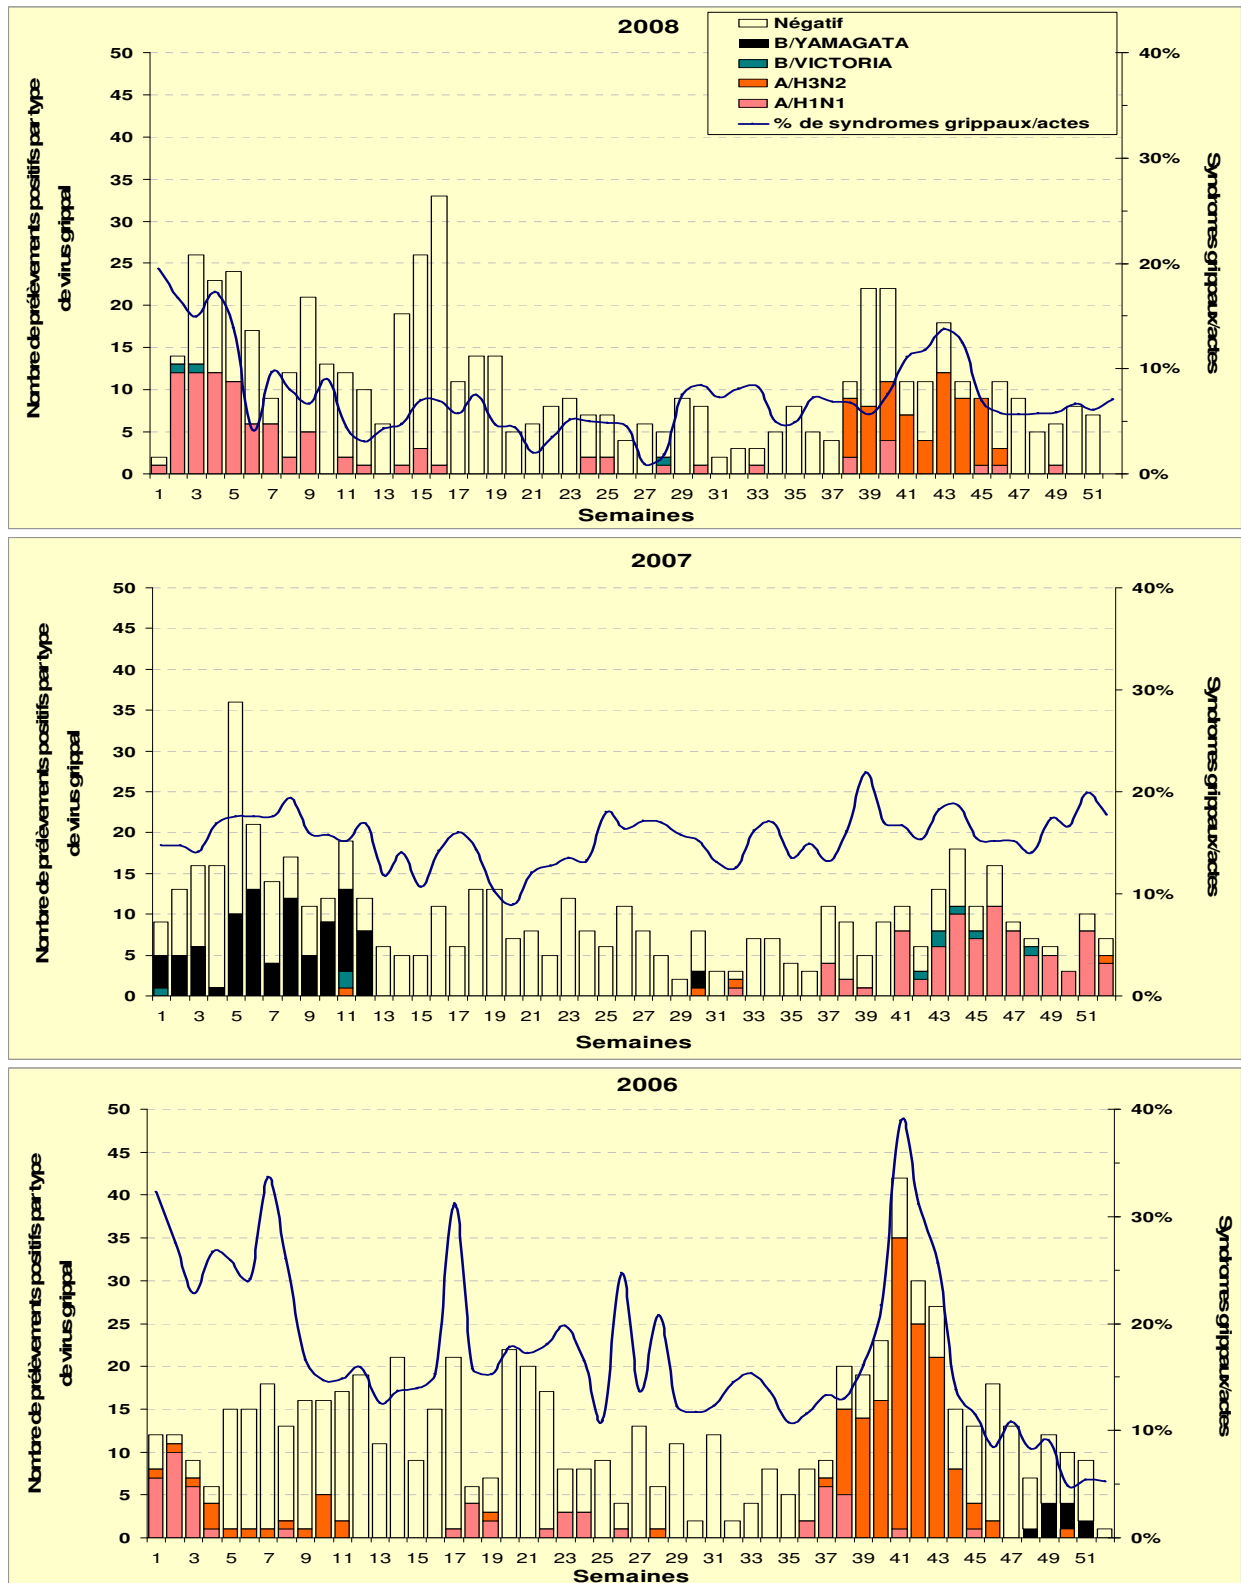 2008
Négatif
B/YAMAGATA
B/VICTORIA
A/H3N2
A/H1N1
% de syndromes grippaux/actes
Nombre de prélèvements positifs par type
de virus grippal
50
45
40
35
30
25
20
15
10
5
0
40%
30%
20%
10%
0%
Syndromes grippaux/actes
1 3 5 7 9 11 13 15 17 19 21 23 25 27 29 31 33 35 37 39 41 43 45 47 49 51
Semaines
2007
Nombre de prélèvements positifs par type
de virus grippal
50
45
40
35
30
25
20
15
10
5
0
40%
30%
20%
10%
0%
Syndromes grippaux/actes
1 3 5 7 9 11 13 15 17 19 21 23 25 27 29 31 33 35 37 39 41 43 45 47 49 51
Semaines
2006
Nombre de prélèvements positifs par type
de virus grippal
50
45
40
35
30
25
20
15
10
5
0
40%
30%
20%
10%
0%
Syndromes grippaux/actes
1 3 5 7 9 11 13 15 17 19 21 23 25 27 29 31 33 35 37 39 41 43 45 47 49 51
Semaines